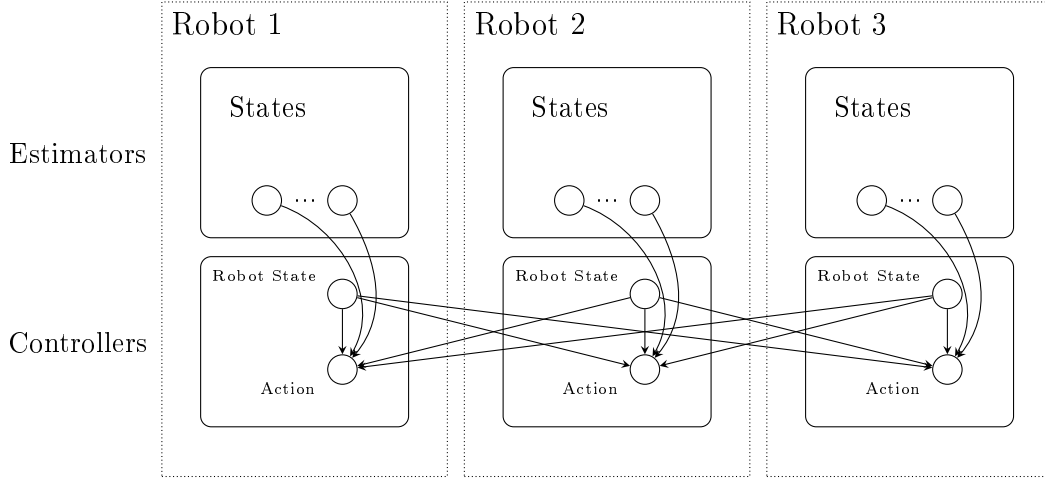 Robot 1
Robot 2
Robot 3
States
States
States
Estimators
...
...
...
Robot State
Robot State
Robot State
Controllers
Action
Action
Action